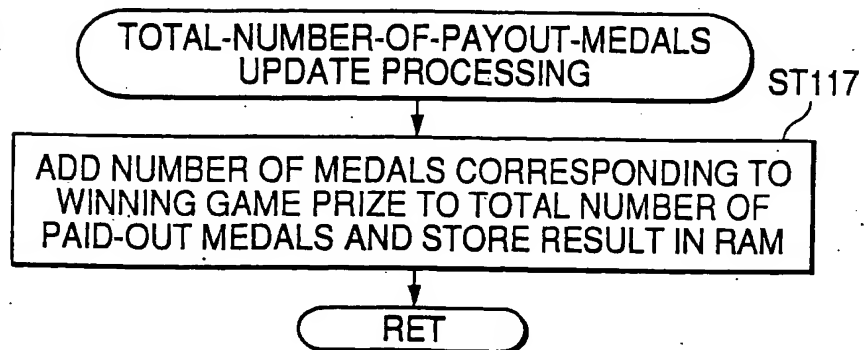 TOTAL-NUMBER-OF-PAYOUT-MEDALS
UPDATE PROCESSING
ST117
ADD NUMBER OF MEDALS CORRESPONDING TO
WINNING GAME PRIZE TO TOTAL NUMBER OF
PAID-OUT MEDALS AND STORE RESULT IN RAM
RET